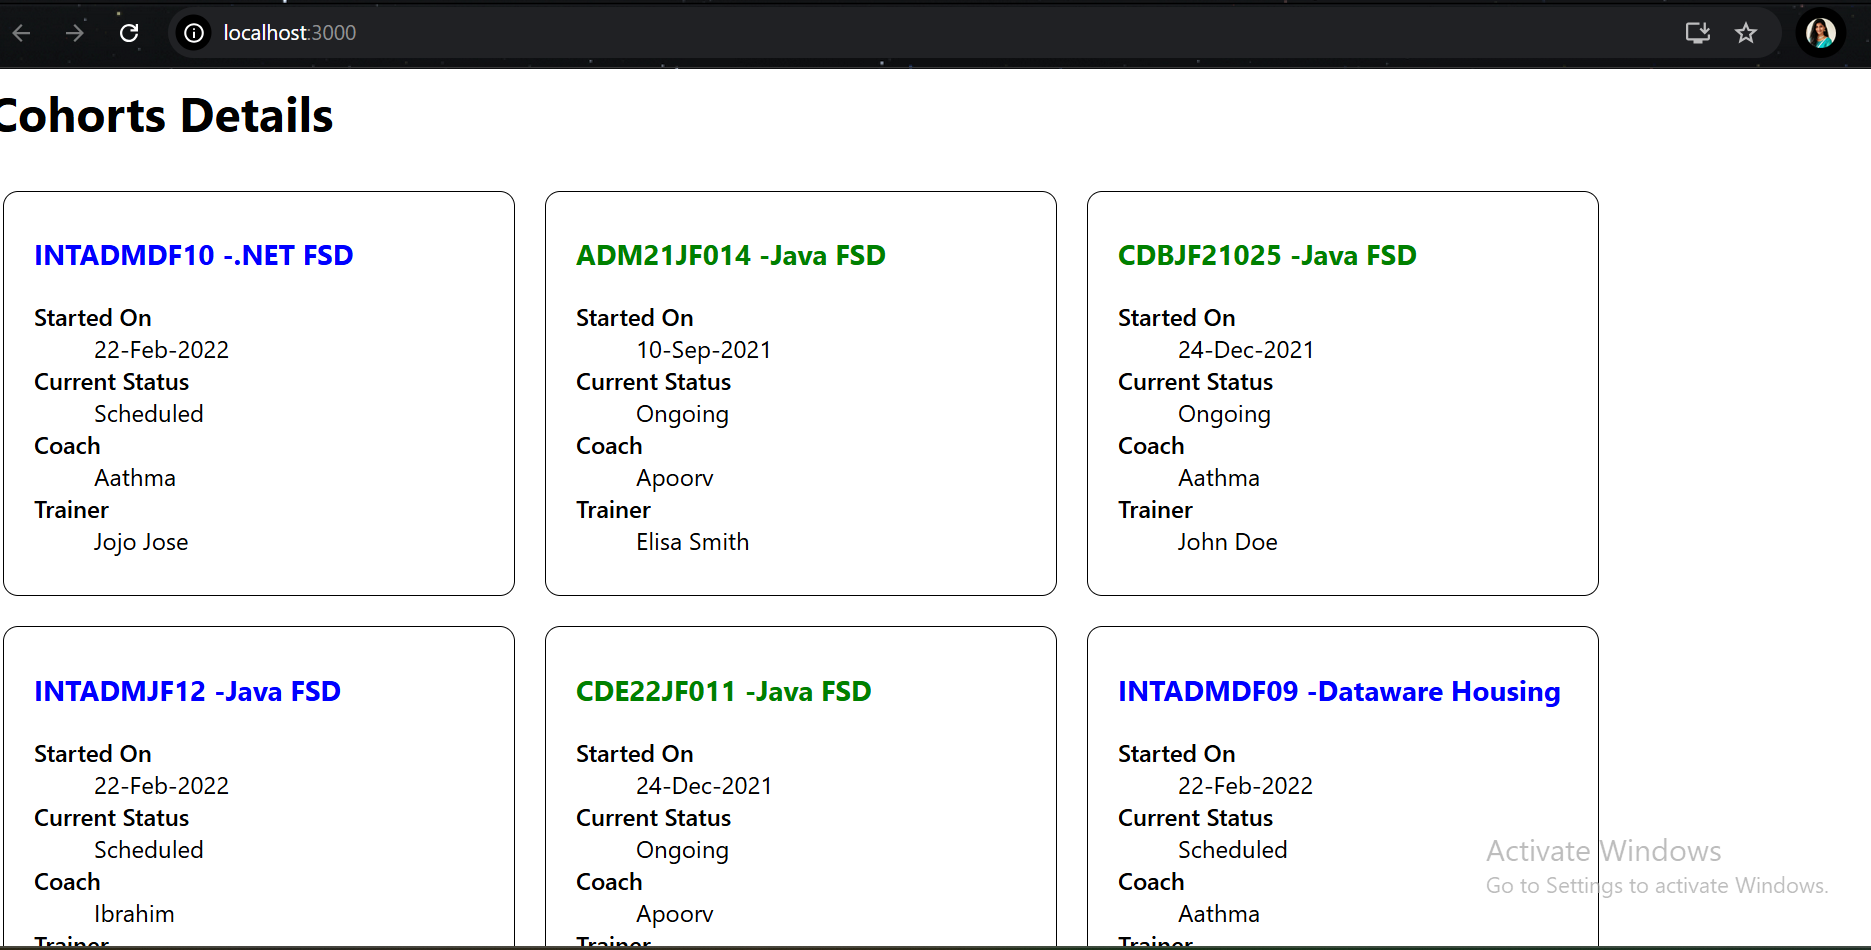 localhost:3000
Cohorts Details
INTADMDF10 -.NET FSD
Started On
22-Feb-2022
Current Status
Scheduled
Coach
Aathma
Trainer
Jojo Jose
ADM21JF014 -Java FSD
Started On
10-Sep-2021
Current Status
Ongoing
Coach
Apoorv
Trainer
Elisa Smith
CDBJF21025 -Java FSD
Started On
24-Dec-2021
Current Status
Ongoing
Coach
Aathma
Trainer
John Doe
INTADMJF12 -Java FSD
Started On
22-Feb-2022
Current Status
Scheduled
Coach
Ibrahim
Trainer
CDE22JF011 -Java FSD
Started On
24-Dec-2021
Current Status
Ongoing
Coach
Apoorv
Trainer
INTADMDF09 -Dataware Housing
Started On
22-Feb-2022
Current Status
Scheduled
Coach
Aathma
Trainer
Activate Windows
Go to Settings to activate Windows.